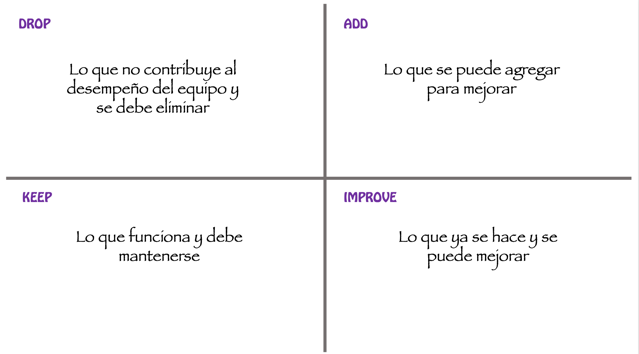 DROP
Lo que no contribuye al
desempeño del equipo y
se debe eliminar
ADD
Lo que se puede agregar
para mejorar
KEEP
Lo que funciona y debe
mantenerse
IMPROVE
Lo que ya se hace y se
puede mejorar